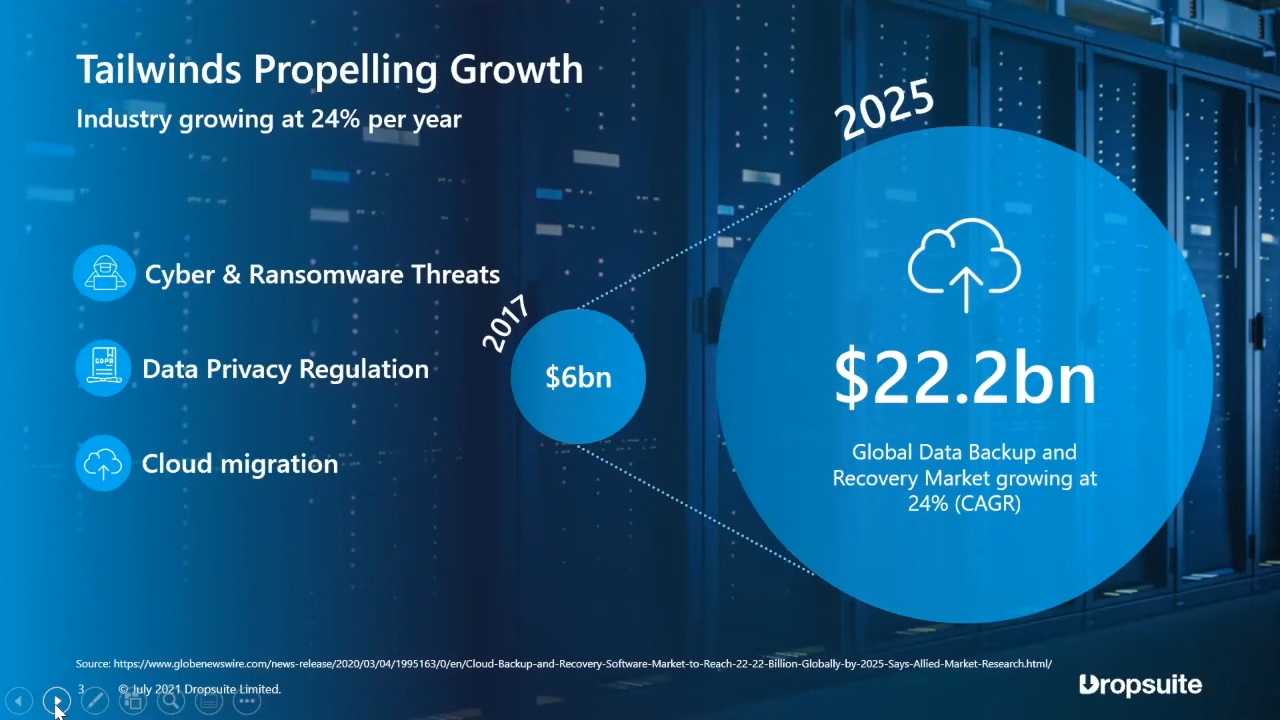 Tailwinds Propelling Growth
Industry growing at 24% per year
2025
Cyber & Ransomware Threats
2017
GDPR
Data Privacy Regulation
$6bn
$22.2bn
Cloud migration
Global Data Backup and
Recovery Market growing at
24% (CAGR)
Source: https://www.globenewswire.com/news-release/2020/03/04/1995163/0/en/Cloud-Backup-and-Recovery-Software-Market-to-Reach-22-22-Billion-Globally-by-2025-Says-Allied-Market-Research.html/
3
© July 2021 Dropsuite Limited.
Dropsuite